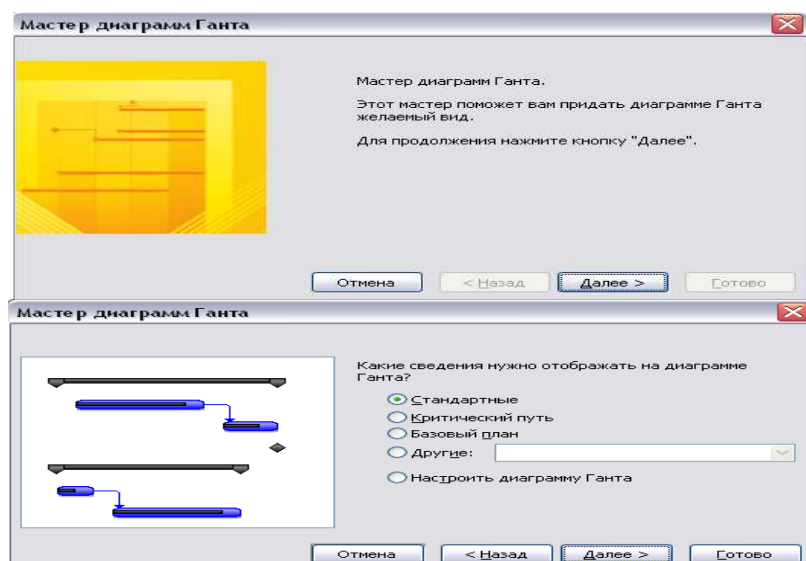 Мастер диаграмм Ганта
Мастер диаграмм Ганта.
Этот мастер поможет вам придать диаграмме Ганта
желаемый вид.
Для продолжения нажмите кнопку "Далее".
Отмена < Назад Далее > Готово
Мастер диаграмм Ганта
Какие сведения нужно отображать на диаграмме
Ганта?
Стандартные
Критический путь
Базовый план
Другие:
Настроить диаграмму Ганта
Отмена < Назад Далее > Готово